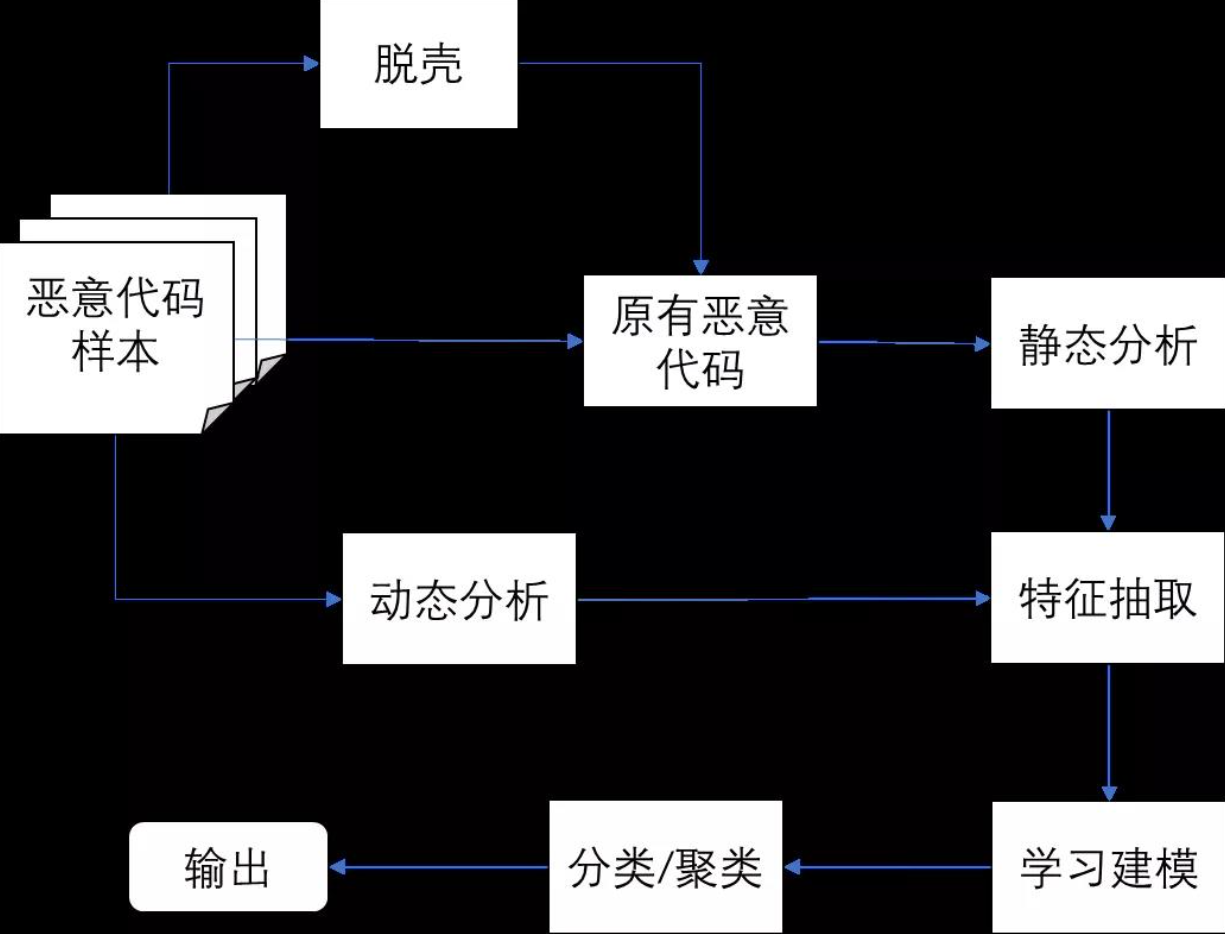 脱壳
恶意代码
样本
原有恶意
代码
静态分析
动态分析
特征抽取
输出
分类/聚类
学习建模